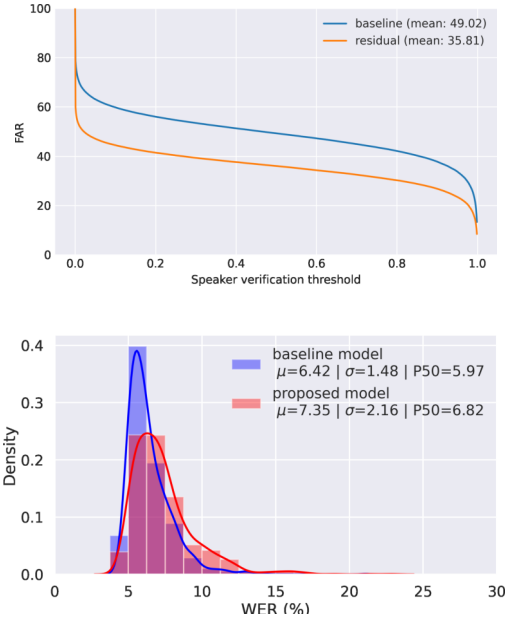 100
80
60
40
20
0
FAR
baseline (mean: 49.02)
residual (mean: 35.81)
0.0 0.2 0.4 0.6 0.8 1.0
Speaker verification threshold
0.4
0.3
0.2
0.1
0.0
Density
baseline model
μ=6.42 | σ=1.48 | P50=5.97
proposed model
μ=7.35 | σ=2.16 | P50=6.82
0 5 10 15 20 25 30
WER (%)